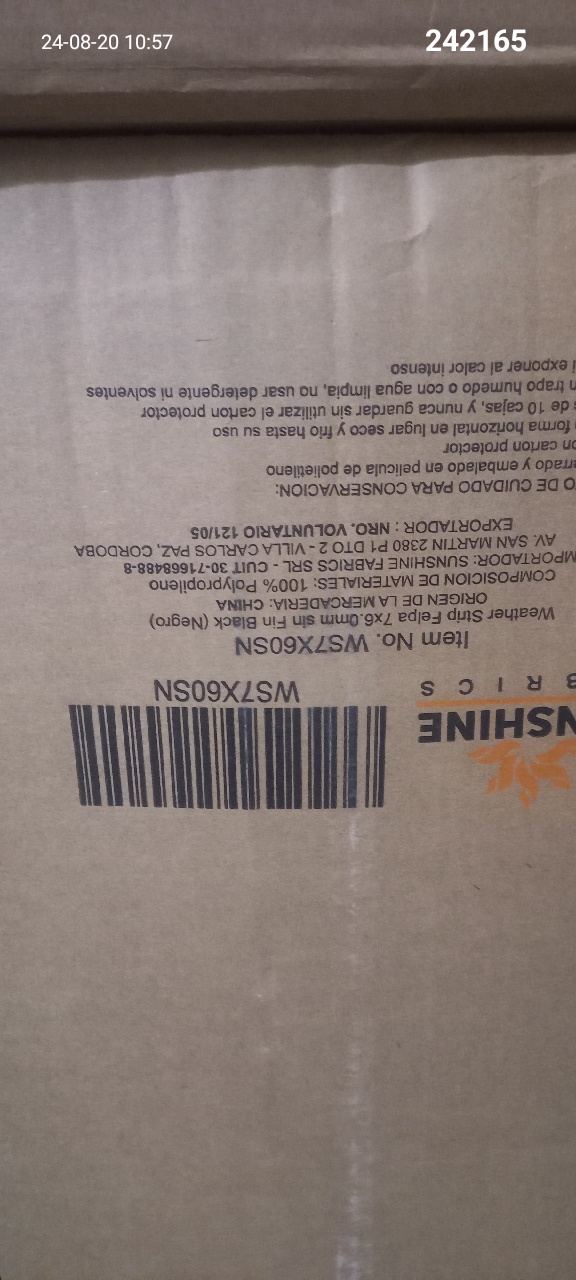 24-08-20 10:57
242165
NSHINE
BRICS
WS7X60SN
Item No. WS7X60SN
Weather Strip Felpa 7x6.0mm sin Fin Black (Negro)
ORIGEN DE LA MERCADERIA: CHINA
COMPOSICION DE MATERIALES: 100% Polypropileno
MPORTADOR: SUNSHINE FABRICS SRL - CUIT 30-71668488-8
AV. SAN MARTIN 2380 P1 DTO 2 - VILLA CARLOS PAZ, CORDOBA
EXPORTADOR : NRO. VOLUNTARIO 121/05
O DE CUIDADO PARA CONSERVACION:
errado y embalado en pelicula de polietileno
on carton protector
forma horizontal en lugar seco y frio hasta su uso
s de 10 cajas, y nunca guardar sin utilizar el carton protector
n trapo humedo o con agua limpia, no usar detergente ni solventes
i exponer al calor intenso